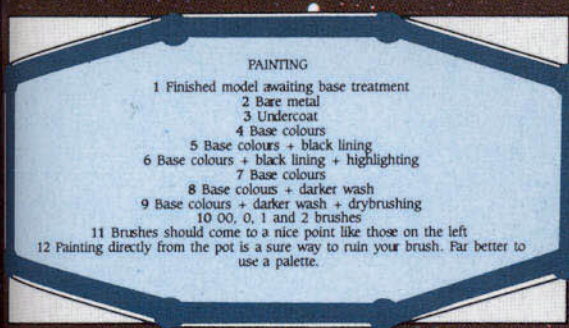 PAINTING
1 Finished model awaiting base treatment
2 Bare metal
3 Undercoat
4 Base colours
5 Base colours + black lining
6 Base colours + black lining + highlighting
7 Base colours
8 Base colours + darker wash
9 Base colours + darker wash + drybrushing
10 00, 0, 1 and 2 brushes
11 Brushes should come to a nice point like those on the left
12 Painting directly from the pot is a sure way to ruin your brush. Far better to
use a palette.